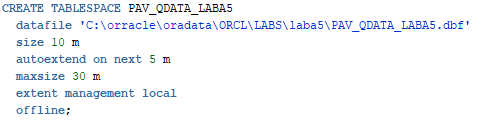 CREATE TABLESPACE PAV_QDATA_LABA5
datafile 'C:\orracle\oradata\ORCL\LABS\laba5\PAV_QDATA_LABA5.dbf'
size 10 m
autoextend on next 5 m
maxsize 30 m
extent management local
offline;